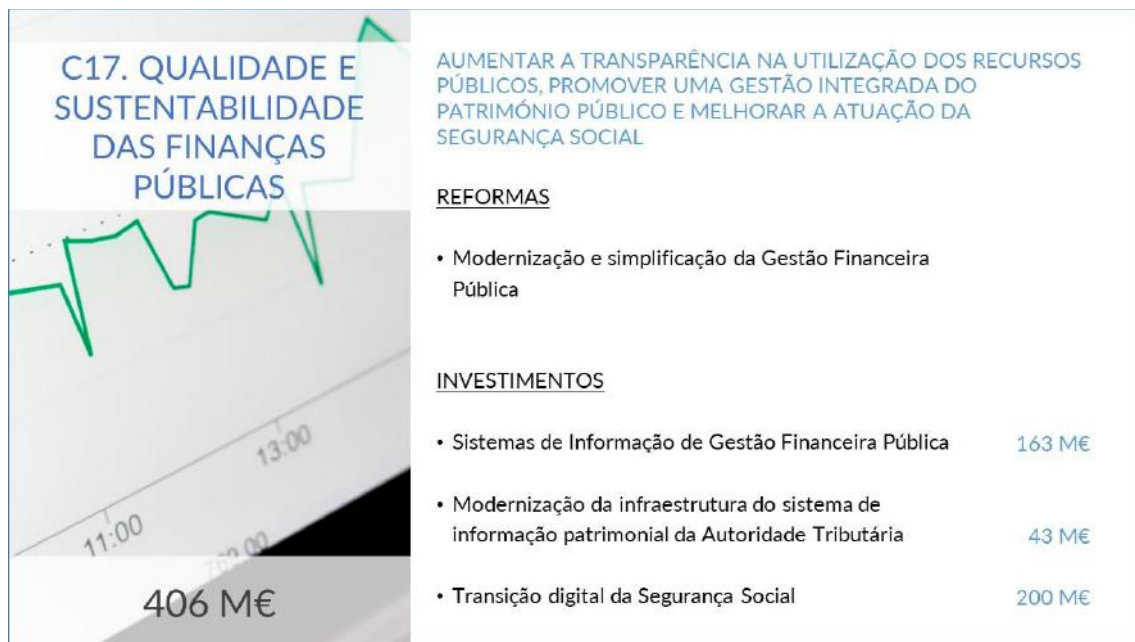 C17. QUALIDADE E
SUSTENTABILIDADE
DAS FINANÇAS
PÚBLICAS
11:00
13:00
769.00
406 M€
AUMENTAR A TRANSPARÊNCIA NA UTILIZAÇÃO DOS RECURSOS
PÚBLICOS, PROMOVER UMA GESTÃO INTEGRADA DO
PATRIMÓNIO PÚBLICO E MELHORAR A ATUAÇÃO DA
SEGURANÇA SOCIAL
REFORMAS
• Modernização e simplificação da Gestão Financeira
Pública
INVESTIMENTOS
• Sistemas de Informação de Gestão Financeira Pública 163 M€
• Modernização da infraestrutura do sistema de
informação patrimonial da Autoridade Tributária 43 M€
• Transição digital da Segurança Social 200 M€